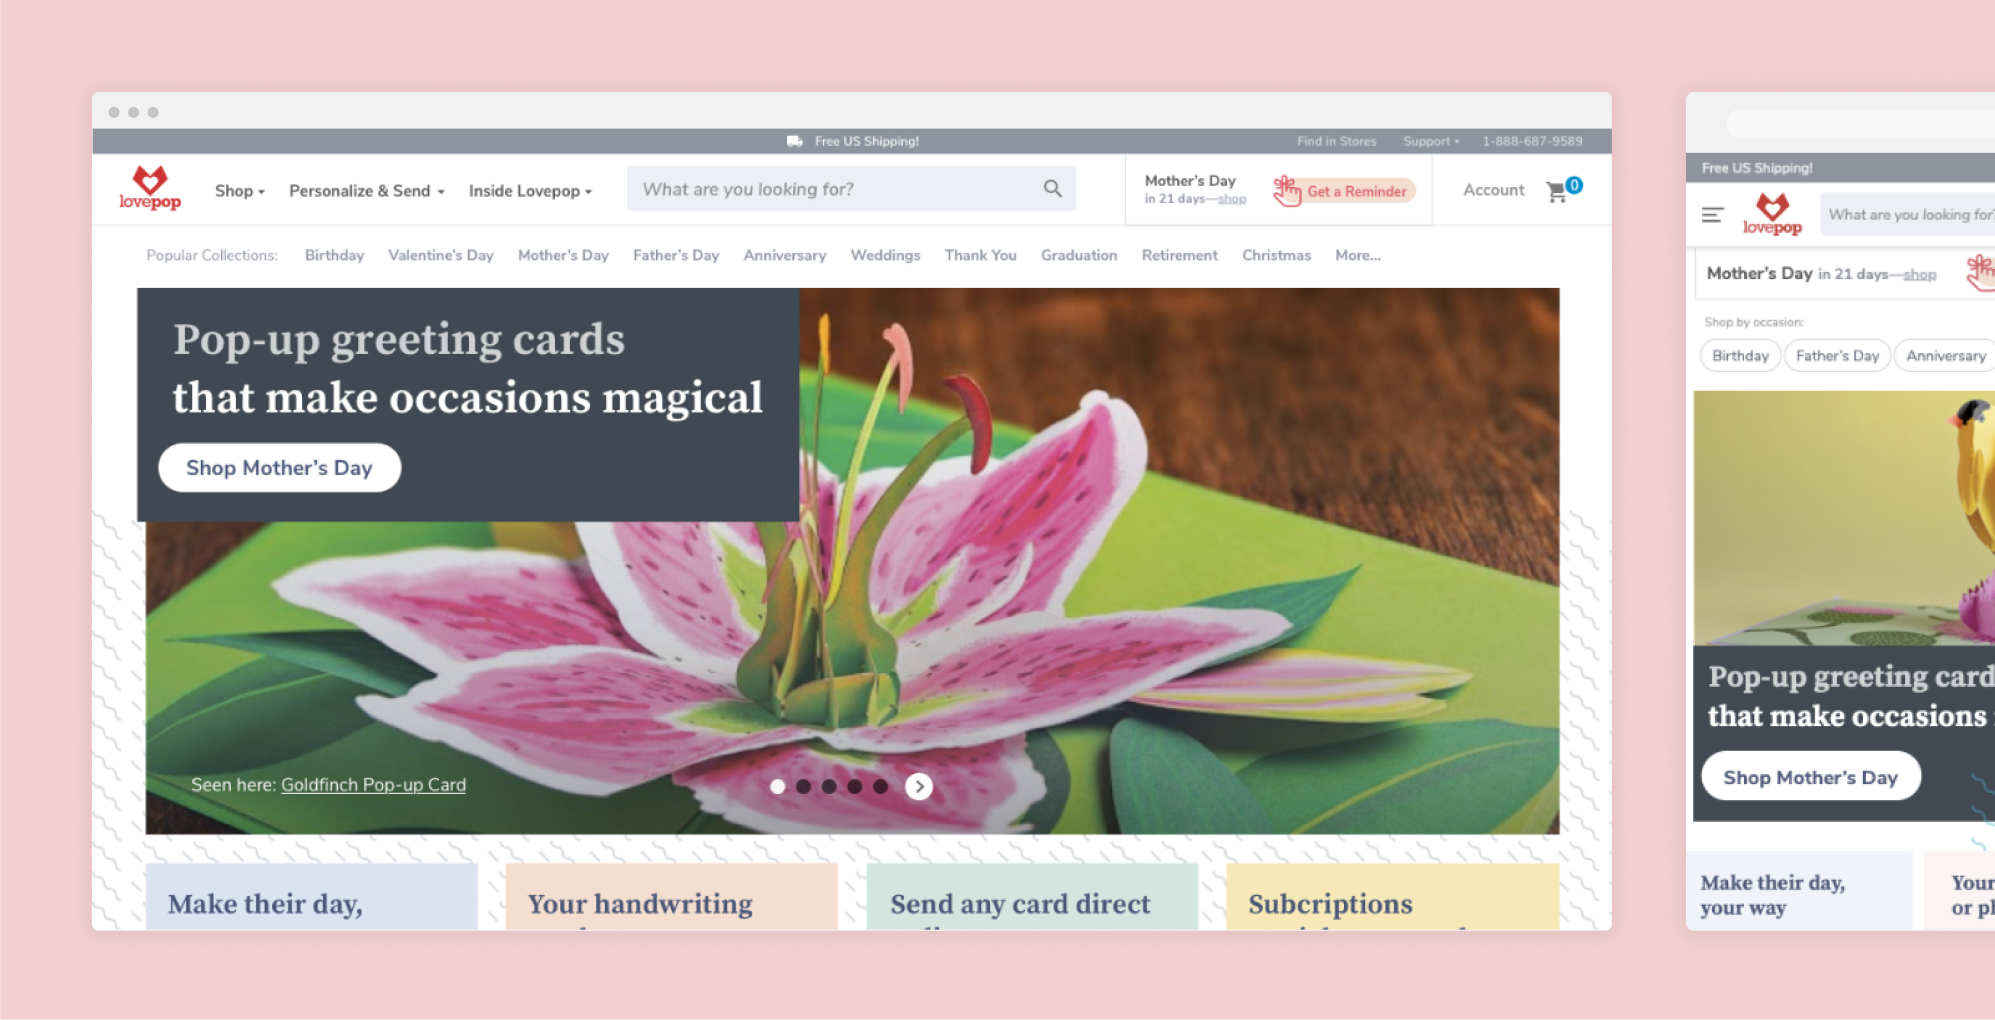 Free US Shipping!
Find in Stores
Support
1-888-687-9589
lovepop
Shop
Personalize & Send
Inside Lovepop
What are you looking for?
Mother's Day
in 21 days—shop
Get a Reminder
Account
0
Popular Collections:
Birthday
Valentine's Day
Mother's Day
Father's Day
Anniversary
Weddings
Thank You
Graduation
Retirement
Christmas
More...
Pop-up greeting cards
that make occasions magical
Shop Mother's Day
Seen here: Goldfinch Pop-up Card
Make their day,
Your handwriting
Send any card direct
Subcriptions
Free US Shipping!
lovepop
What are you looking for?
Mother's Day in 21 days—shop
Shop by occasion:
Birthday
Father's Day
Anniversary
Pop-up greeting card
that make occasions
Shop Mother's Day
Make their day,
your way
Your
or